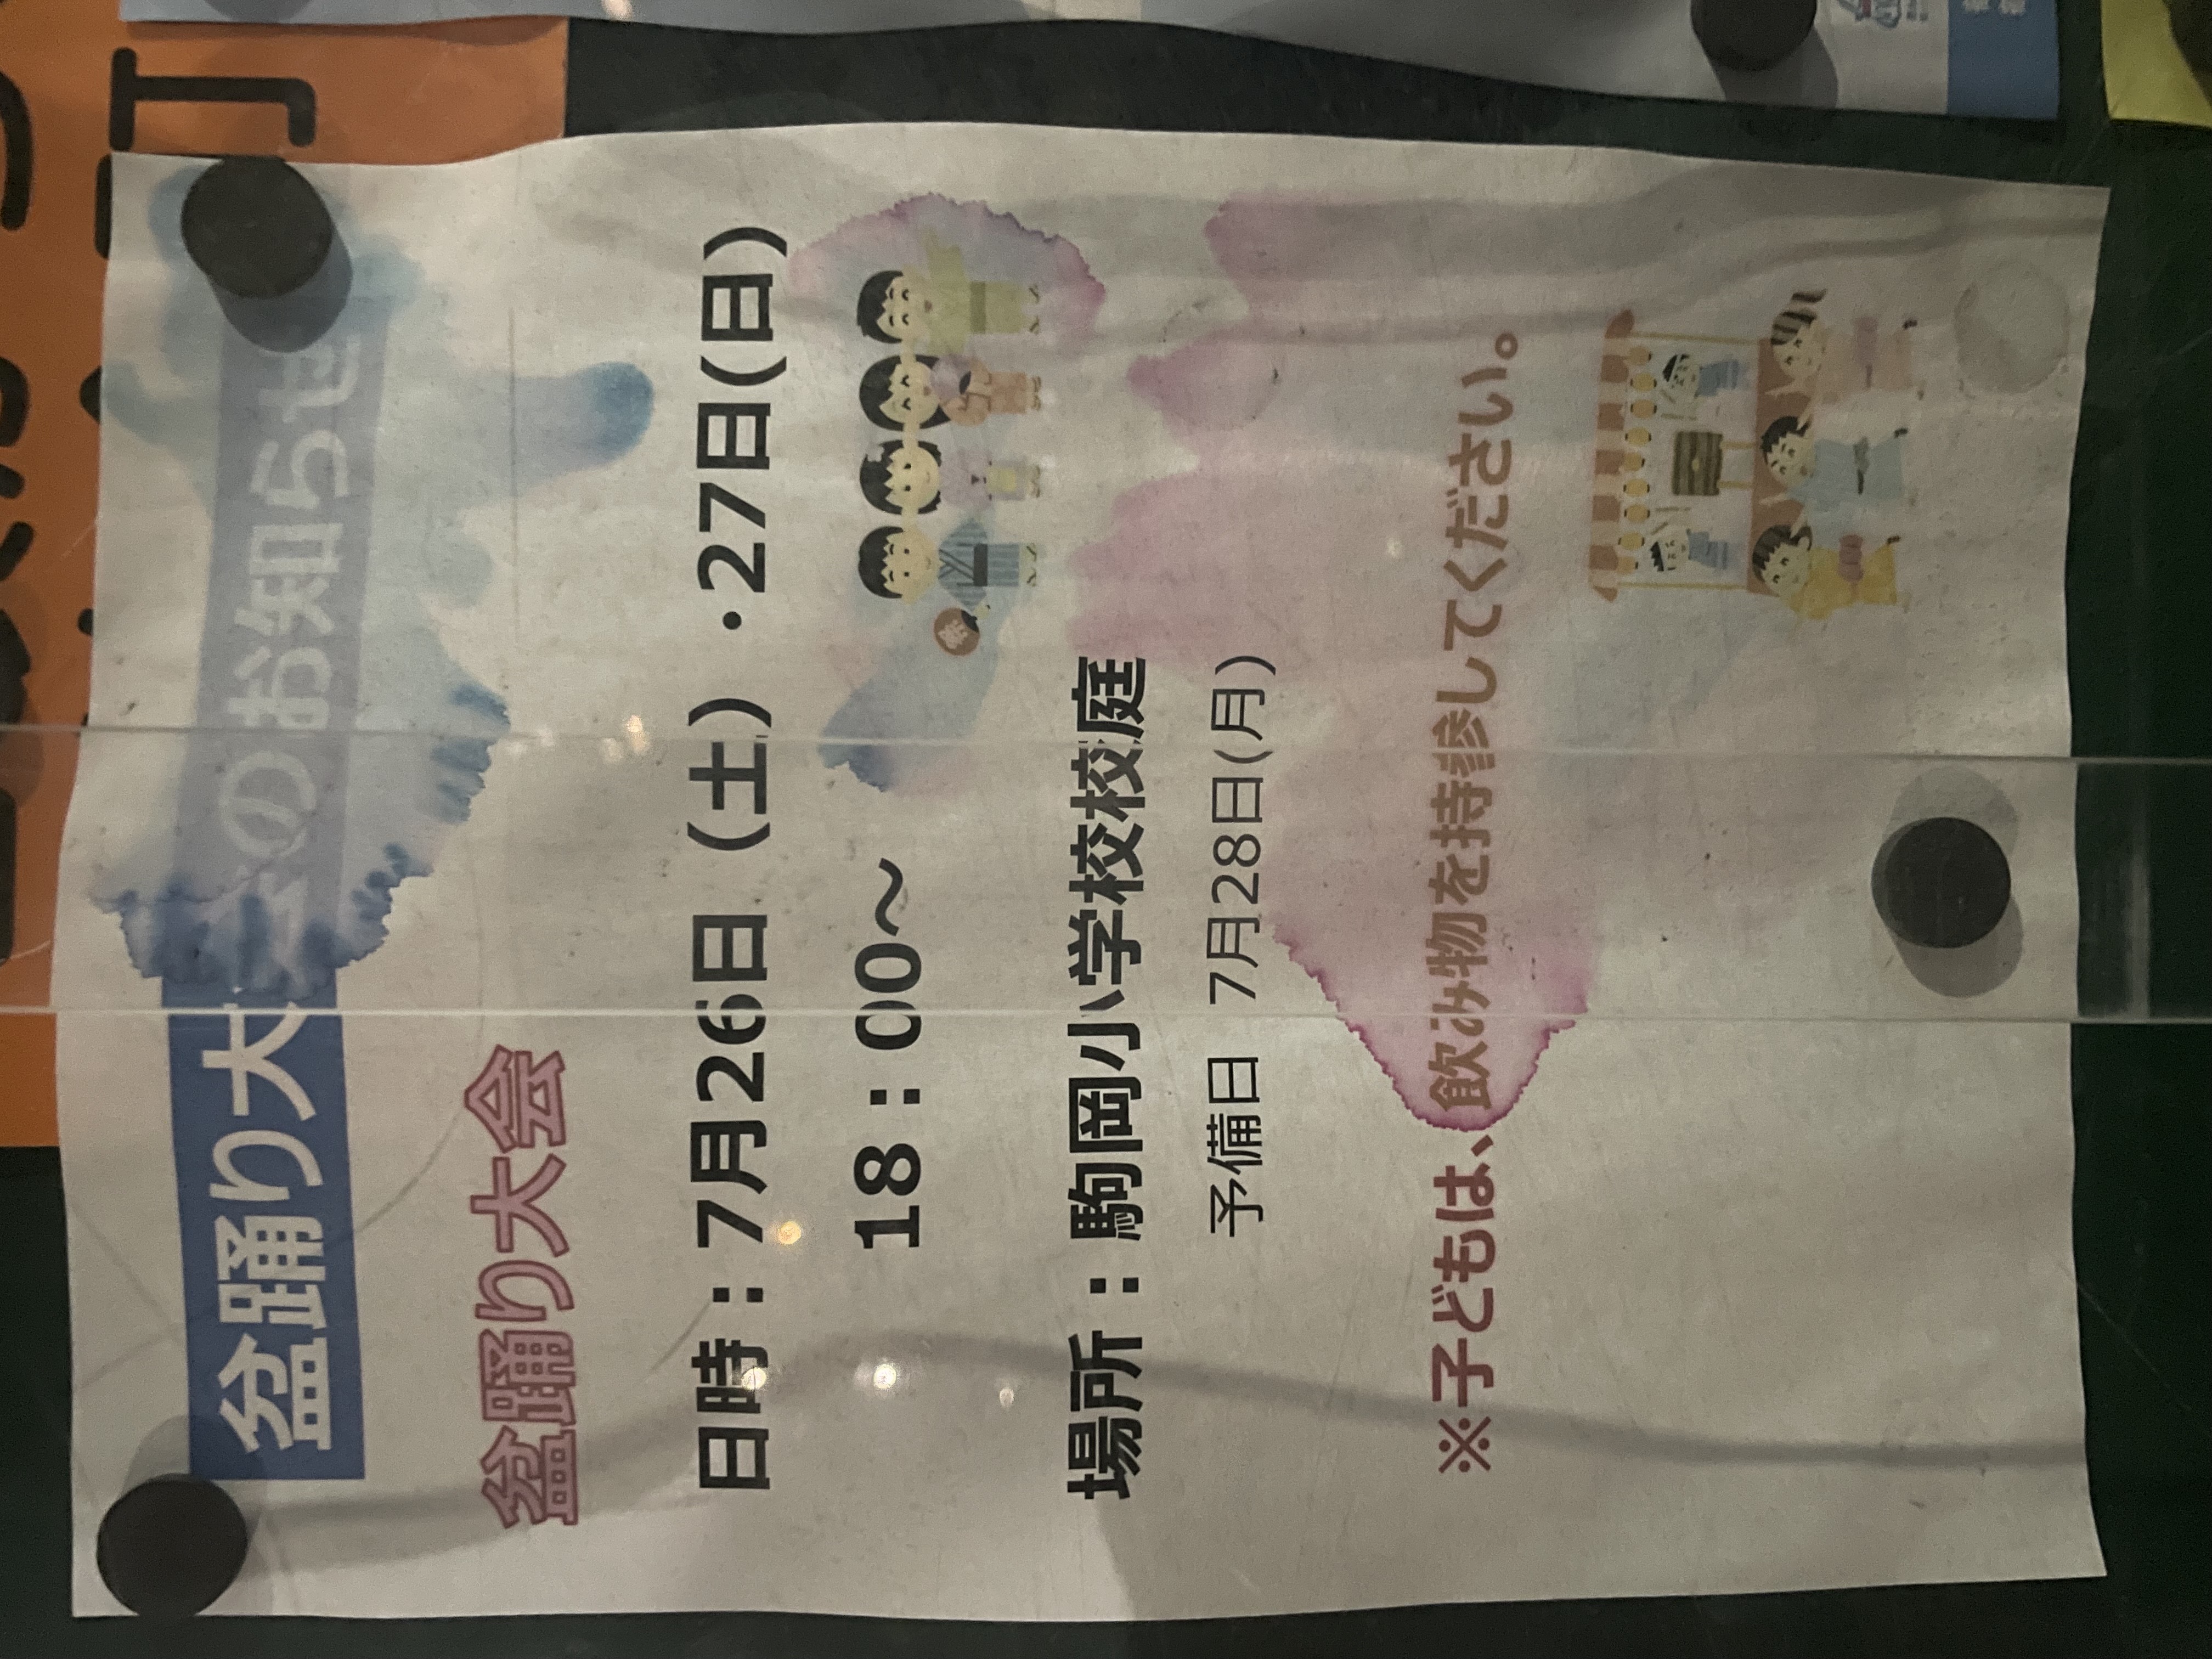 盆踊り大会のお知らせ
盆踊り大会
日時：7月26日（土）・27日(日)
18：00～
場所：駒岡小学校校庭
予備日 7月28日(月)
※子どもは、飲み物を持参してください。